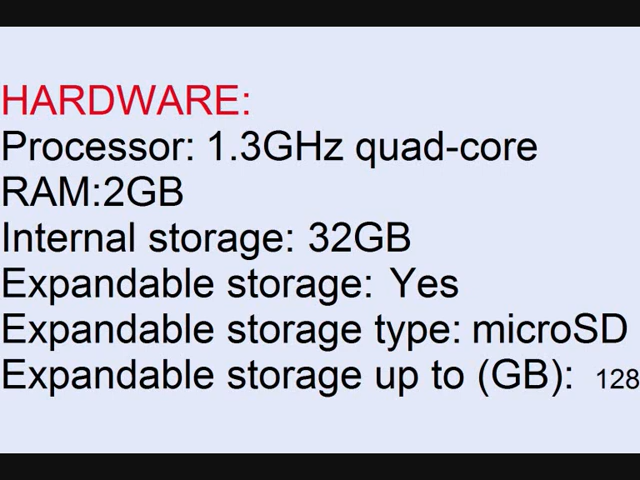 HARDWARE:
Processor: 1.3GHz quad-core
RAM:2GB
Internal storage: 32GB
Expandable storage: Yes
Expandable storage type: microSD
Expandable storage up to (GB): 128